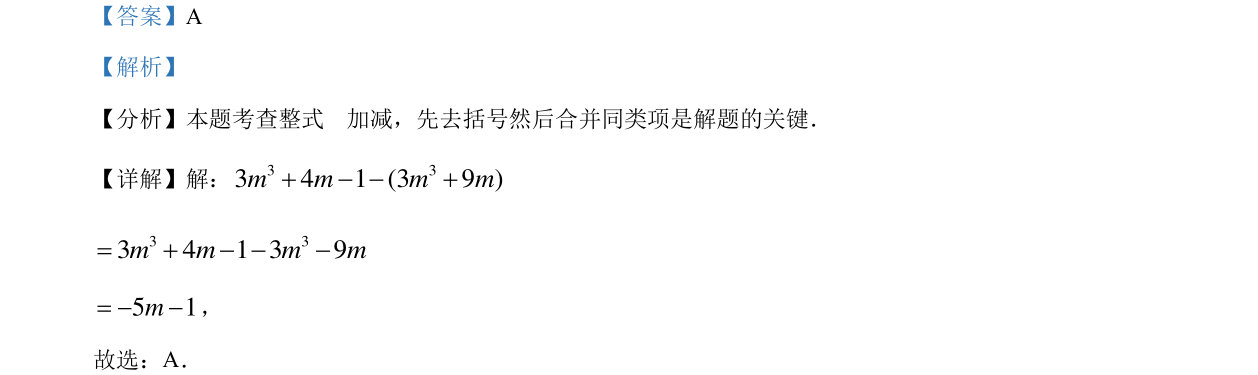 【答案】A
【解析】
【分析】本题考查整式 加减，先去括号然后合并同类项是解题的关键．
【详解】解：3m³+4m−1−(3m³+9m)
=3m³+4m−1−3m³−9m
=−5m−1，
故选：A．